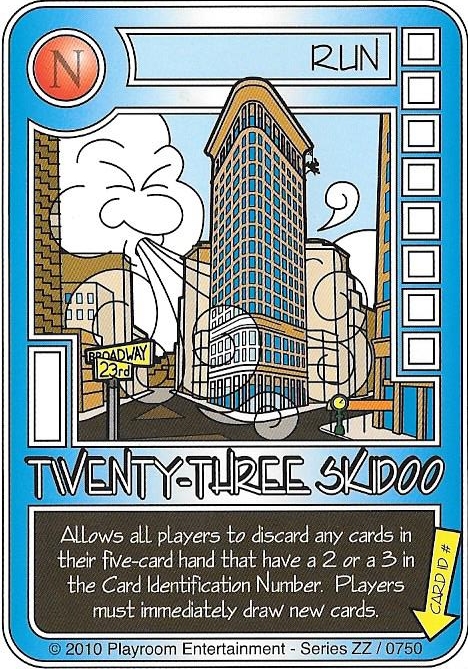 N
RUN
BROADWAY
23rd
TWENTY-THREE SKIDOO
Allows all players to discard any cards in
their five-card hand that have a 2 or a 3 in
the Card Identification Number. Players
must immediately draw new cards.
CARD ID #
© 2010 Playroom Entertainment - Series ZZ / 0750